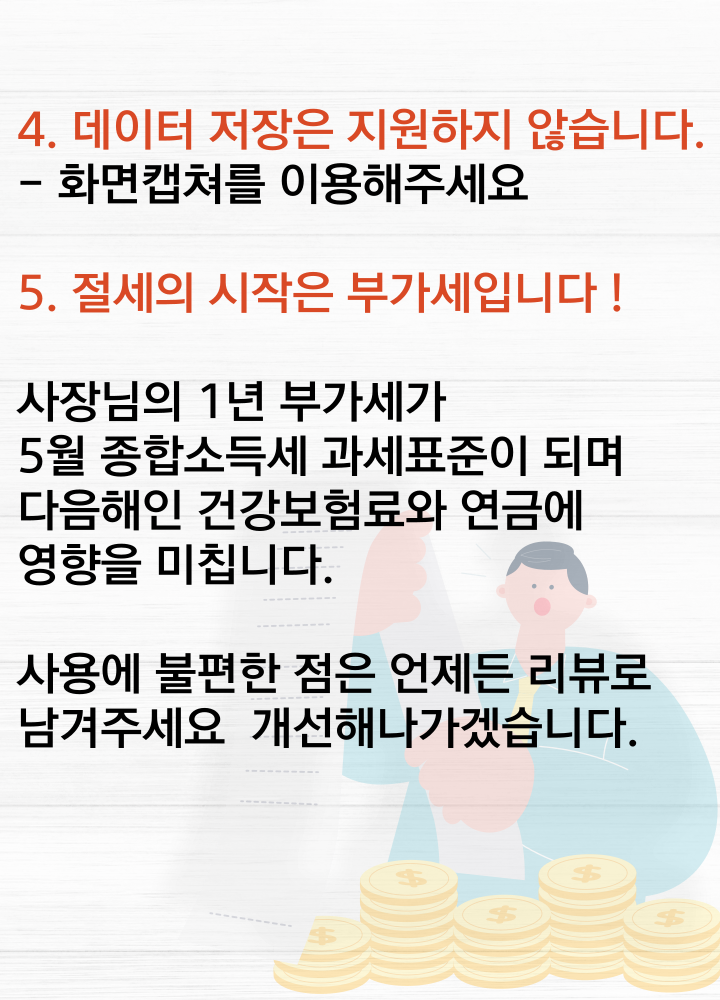 4. 데이터 저장은 지원하지 않습니다.
- 화면캡쳐를 이용해주세요
5. 절세의 시작은 부가세입니다 !
사장님의 1년 부가세가
5월 종합소득세 과세표준이 되며
다음해인 건강보험료와 연금에
영향을 미칩니다.
사용에 불편한 점은 언제든 리뷰로
남겨주세요  개선해나가겠습니다.